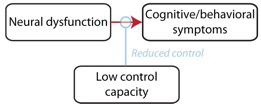 Neural dysfunction
Cognitive/behavioral
symptoms
Reduced control
Low control
capacity